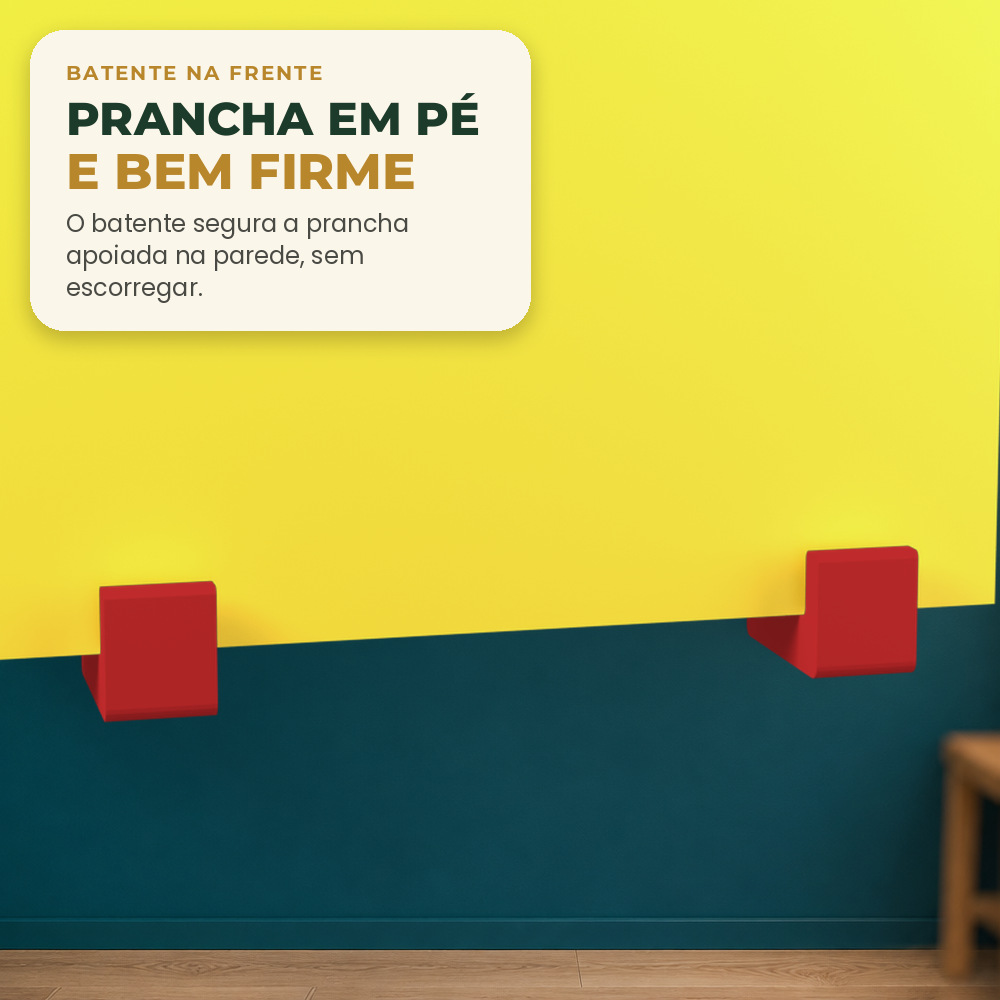 BATENTE NA FRENTE
PRANCHA EM PÉ
E BEM FIRME
O batente segura a prancha
apoiada na parede, sem
escorregar.